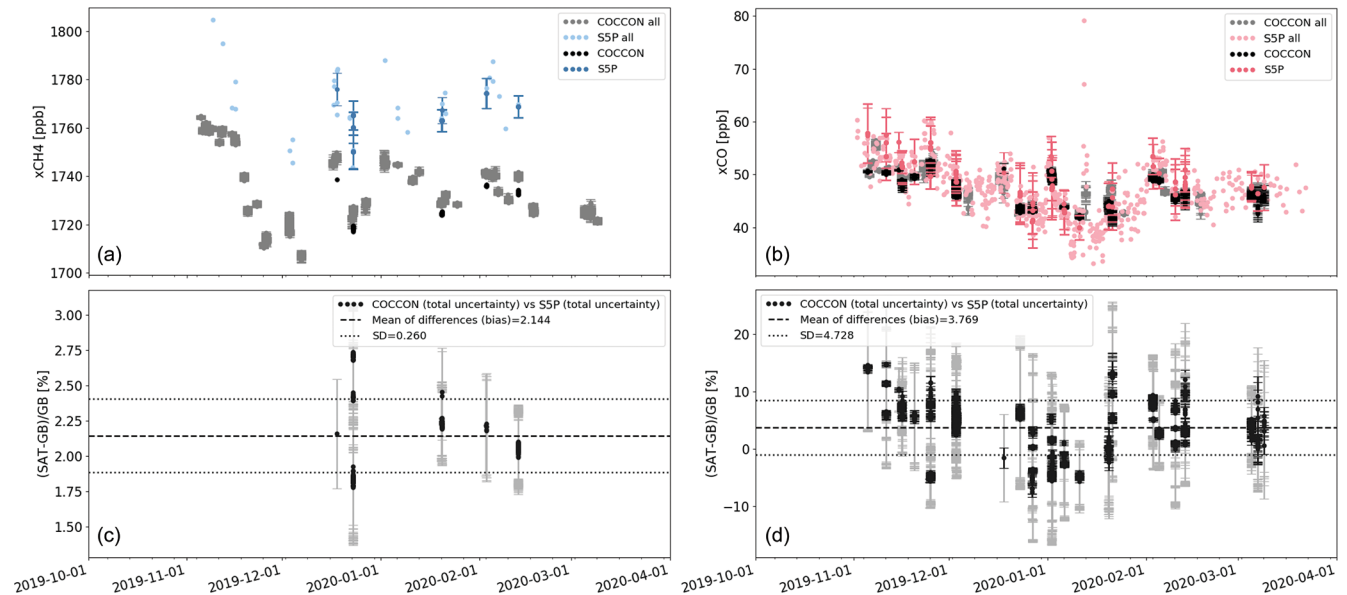 1800
1780
1760
1740
1720
1700
xCH4 [ppb]
COCCON all
S5P all
COCCON
S5P
(a)
80
70
60
50
40
xCO [ppb]
COCCON all
S5P all
COCCON
S5P
(b)
3.00
2.75
2.50
2.25
2.00
1.75
1.50
(SAT-GB)/GB [%]
COCCON (total uncertainty) vs S5P (total uncertainty)
Mean of differences (bias)=2.144
SD=0.260
(c)
2019-10-01
2019-11-01
2019-12-01
2020-01-01
2020-02-01
2020-03-01
2020-04-01
20
10
0
−10
(SAT-GB)/GB [%]
COCCON (total uncertainty) vs S5P (total uncertainty)
Mean of differences (bias)=3.769
SD=4.728
(d)
2019-10-01
2019-11-01
2019-12-01
2020-01-01
2020-02-01
2020-03-01
2020-04-01